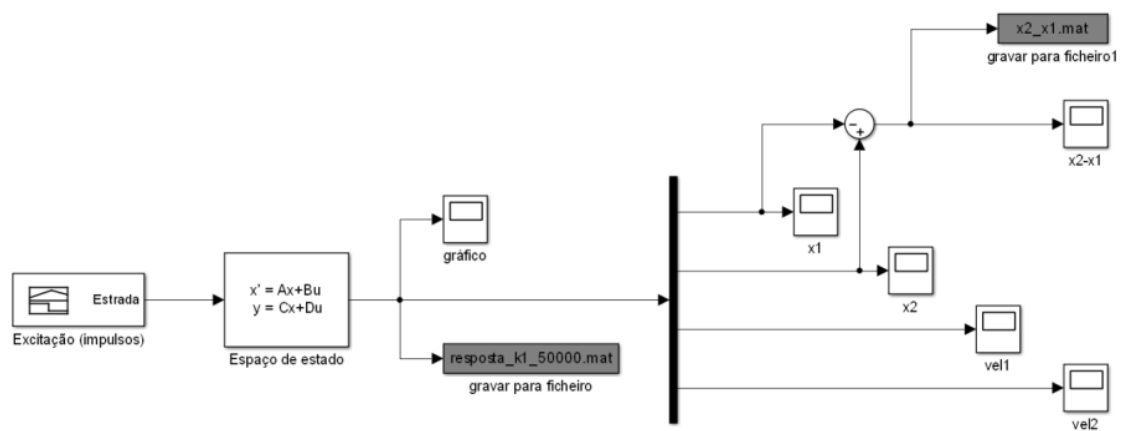 x2_x1.mat
gravar para ficheiro1
x2-x1
x1
gráfico
x2
Estrada
Excitação (impulsos)
x' = Ax+Bu
y = Cx+Du
Espaço de estado
resposta_k1_50000.mat
gravar para ficheiro
vel1
vel2